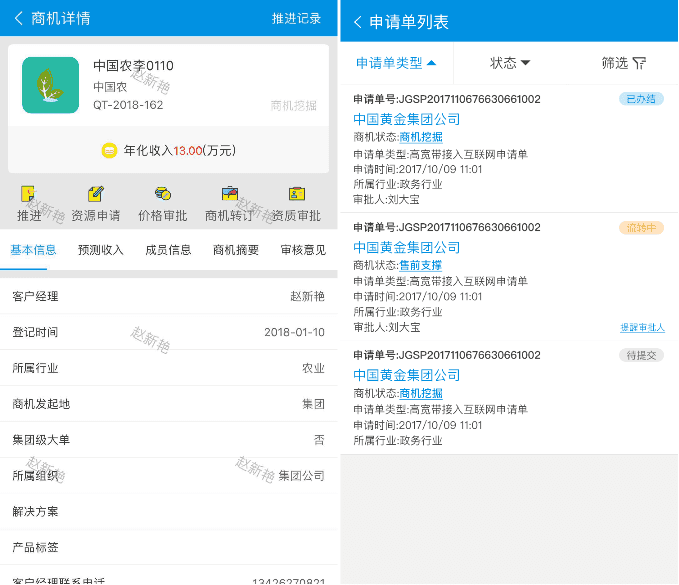 商机详情
推进记录
中国农李0110
中国农
QT-2018-162
商机挖掘
年化收入13.00(万元)
推进
资源申请
价格审批
商机转订
资质审批
基本信息
预测收入
成员信息
商机摘要
审核意见
客户经理
赵新艳
登记时间
2018-01-10
所属行业
农业
商机发起地
集团
集团级大单
否
所属组织
集团公司
解决方案
产品标签
客户经理联系电话
13426270821
赵新艳
赵新艳
赵新艳
赵新艳
赵新艳
赵新艳
申请单列表
申请单类型
状态
筛选
申请单号:JGSP2017110676630661002
已办结
中国黄金集团公司
商机状态:商机挖掘
申请单类型:高宽带接入互联网申请单
申请时间:2017/10/09 11:01
所属行业:政务行业
审批人:刘大宝
申请单号:JGSP2017110676630661002
流转中
中国黄金集团公司
商机状态:售前支撑
申请单类型:高宽带接入互联网申请单
申请时间:2017/10/09 11:01
所属行业:政务行业
审批人:刘大宝
提醒审批人
申请单号:JGSP2017110676630661002
待提交
中国黄金集团公司
商机状态:商机挖掘
申请单类型:高宽带接入互联网申请单
申请时间:2017/10/09 11:01
所属行业:政务行业